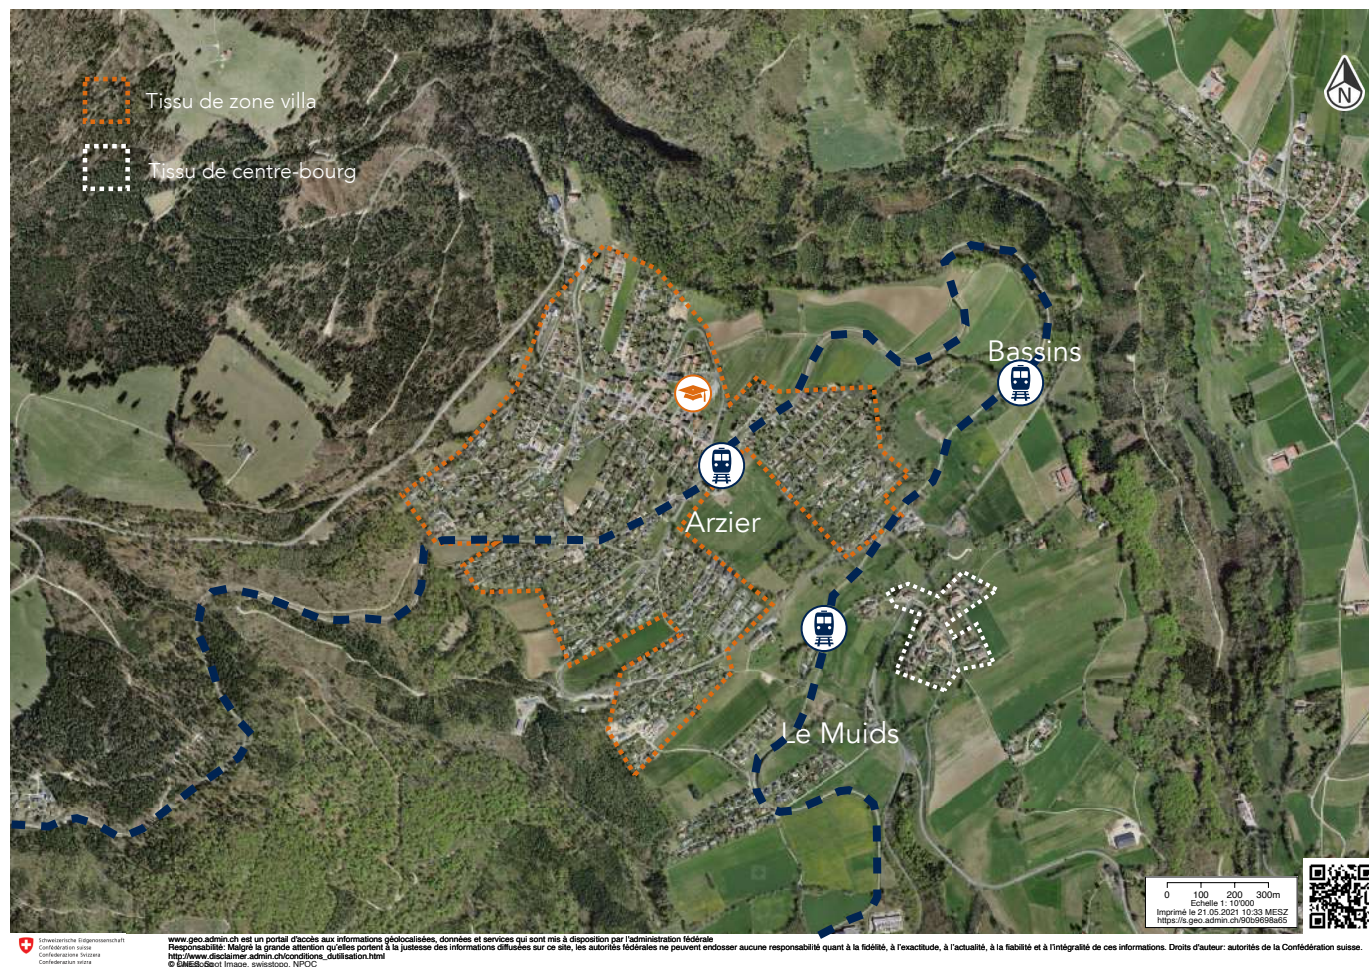 Tissu de zone villa
Tissu de centre-bourg
N
Bassins
Arzier
Le Muids
0 100 200 300m
Echelle 1: 10'000
Imprimé le 21.05.2021 10:33 MESZ
https://s.geo.admin.ch/90b9698a65
Schweizerische Eidgenossenschaft
Confédération suisse
Confederazione Svizzera
Confederaziun svizra
www.geo.admin.ch est un portail d'accès aux informations géolocalisées, données et services qui sont mis à disposition par l'administration fédérale
Responsabilité: Malgré la grande attention qu'elles portent à la justesse des informations diffusées sur ce site, les autorités fédérales ne peuvent endosser aucune responsabilité quant à la fidélité, à l'exactitude, à l'actualité, à la fiabilité et à l'intégralité de ces informations. Droits d'auteur: autorités de la Confédération suisse.
http://www.disclaimer.admin.ch/conditions_dutilisation.html
© Image, swisstopo, NPOC